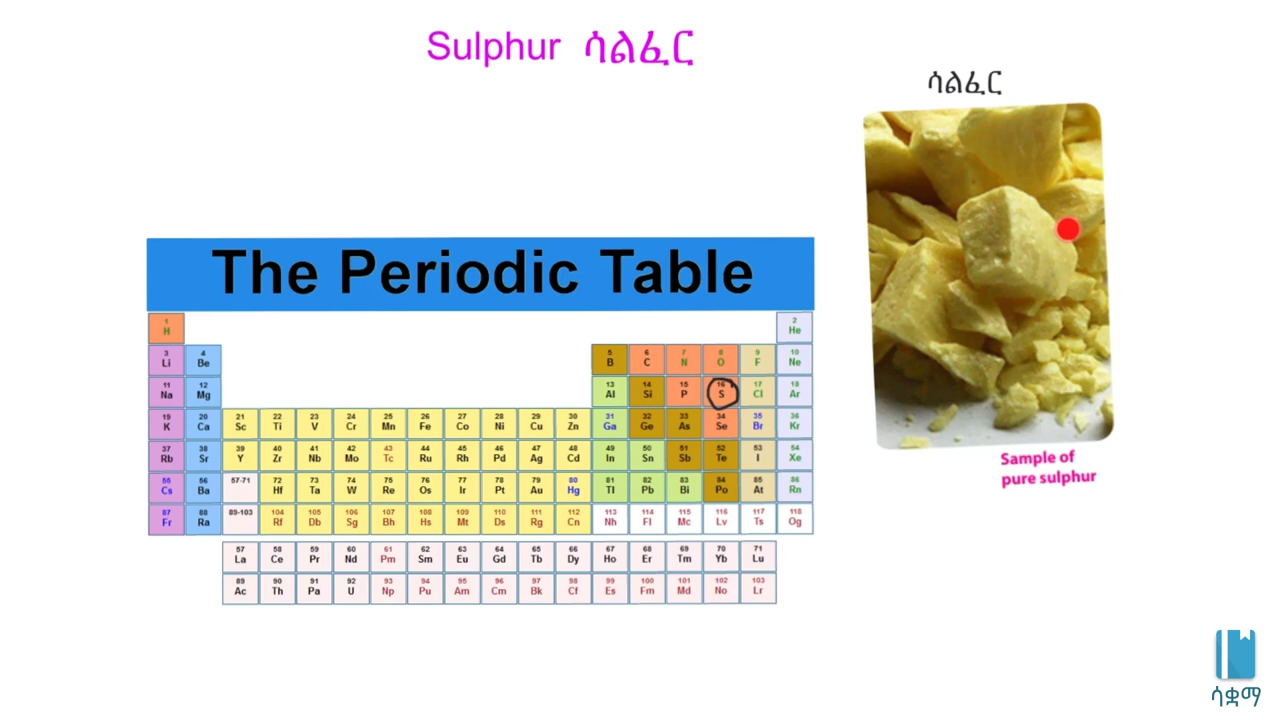 Sulphur ሳልፈር
ሳልፈር
The Periodic Table
1 2
H He
3 4 5 6 7 8 9 10
Li Be B C N O F Ne
11 12 13 14 15 16 17 18
Na Mg Al Si P S Cl Ar
19 20 21 22 23 24 25 26 27 28 29 30 31 32 33 34 35 36
K Ca Sc Ti V Cr Mn Fe Co Ni Cu Zn Ga Ge As Se Br Kr
37 38 39 40 41 42 43 44 45 46 47 48 49 50 51 52 53 54
Rb Sr Y Zr Nb Mo Tc Ru Rh Pd Ag Cd In Sn Sb Te I Xe
55 56 57-71 72 73 74 75 76 77 78 79 80 81 82 83 84 85 86
Cs Ba Hf Ta W Re Os Ir Pt Au Hg Tl Pb Bi Po At Rn
87 88 89-103 104 105 106 107 108 109 110 111 112 113 114 115 116 117 118
Fr Ra Rf Db Sg Bh Hs Mt Ds Rg Cn Nh Fl Mc Lv Ts Og
57 58 59 60 61 62 63 64 65 66 67 68 69 70 71
La Ce Pr Nd Pm Sm Eu Gd Tb Dy Ho Er Tm Yb Lu
89 90 91 92 93 94 95 96 97 98 99 100 101 102 103
Ac Th Pa U Np Pu Am Cm Bk Cf Es Fm Md No Lr
Sample of
pure sulphur
ሳቋማ